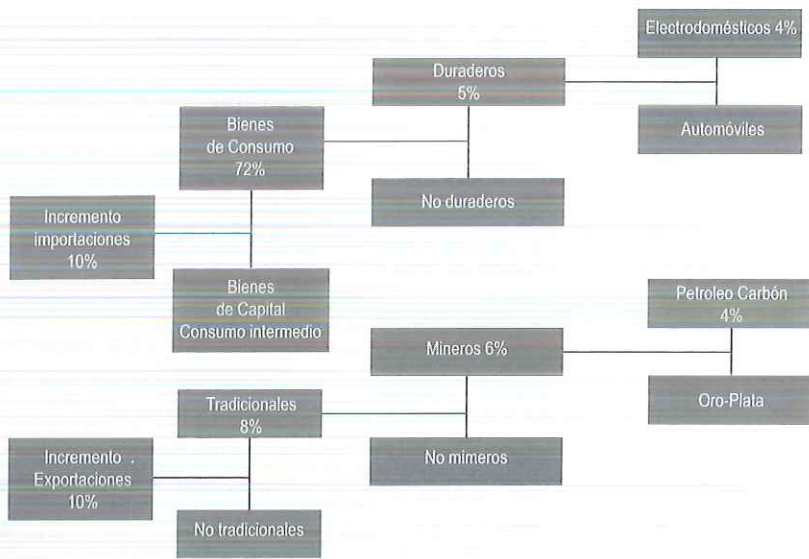 Electrodomésticos 4%
Duraderos
5%
Automóviles
Bienes
de Consumo
72%
No duraderos
Incremento
importaciones
10%
Bienes
de Capital
Consumo intermedio
Petroleo Carbón
4%
Mineros 6%
Oro-Plata
Tradicionales
8%
No mimeros
Incremento .
Exportaciones
10%
No tradicionales